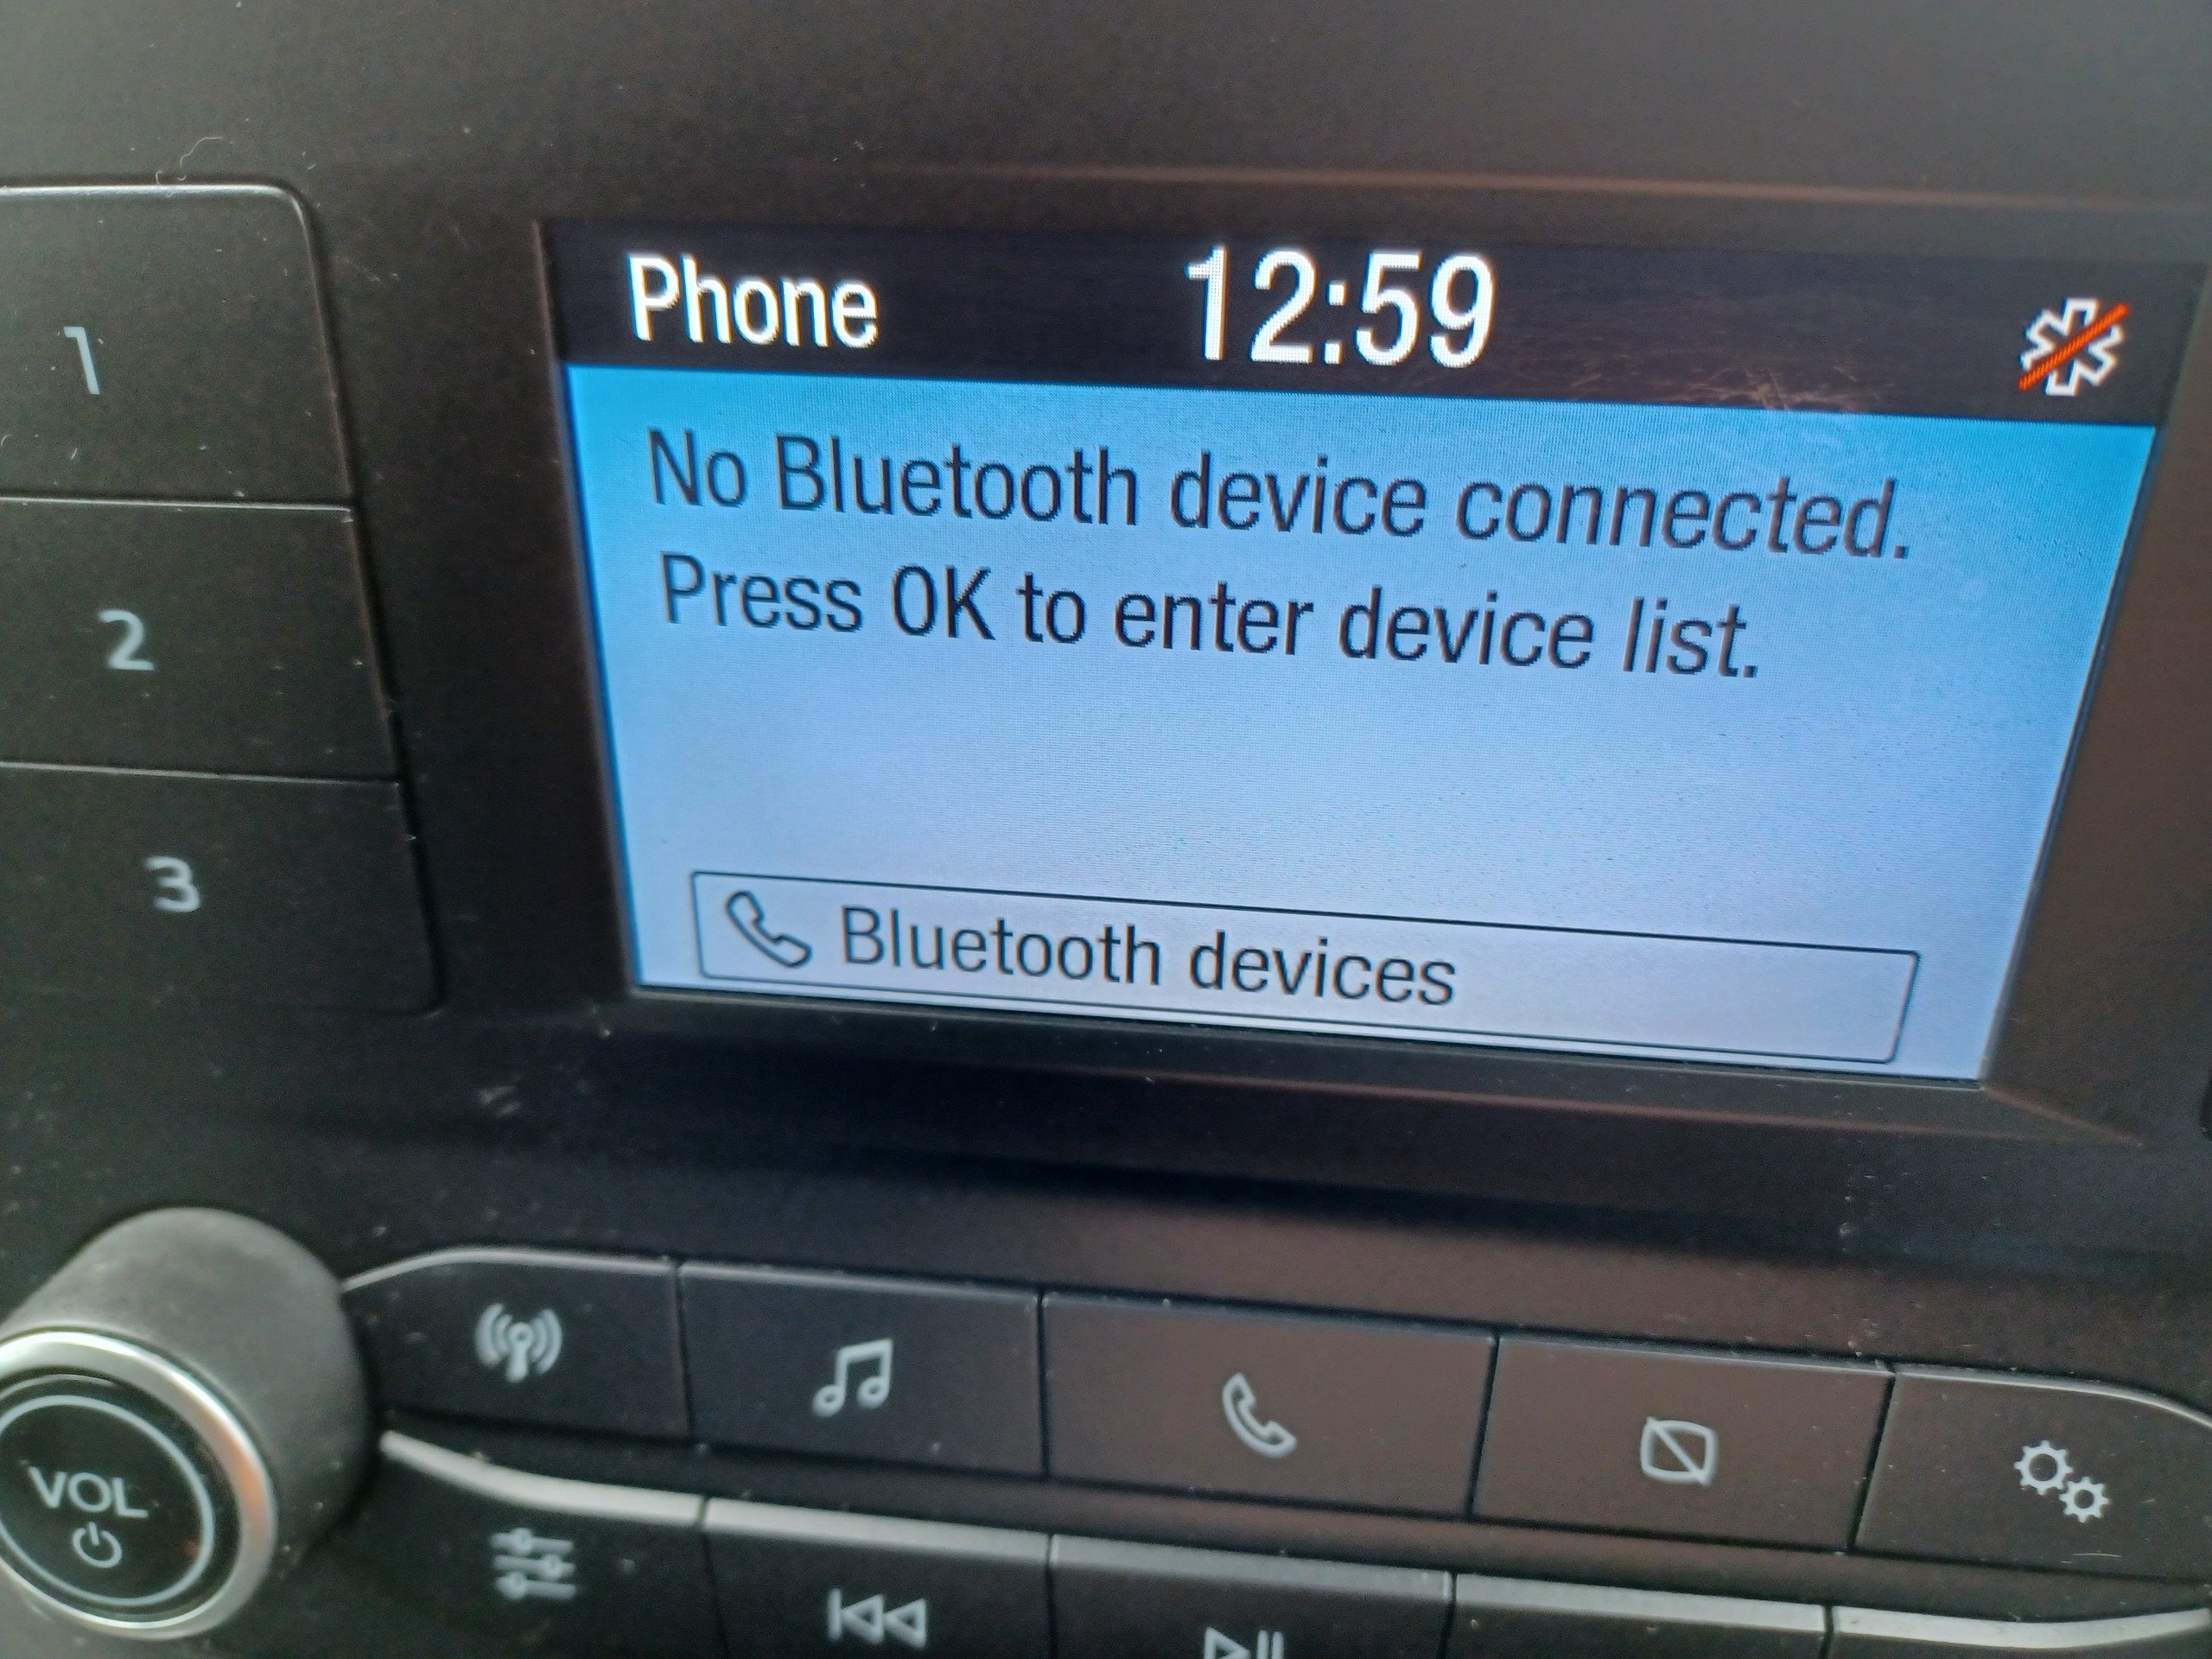 Phone 12:59
No Bluetooth device connected.
Press OK to enter device list.
Bluetooth devices
1
2
3
VOL